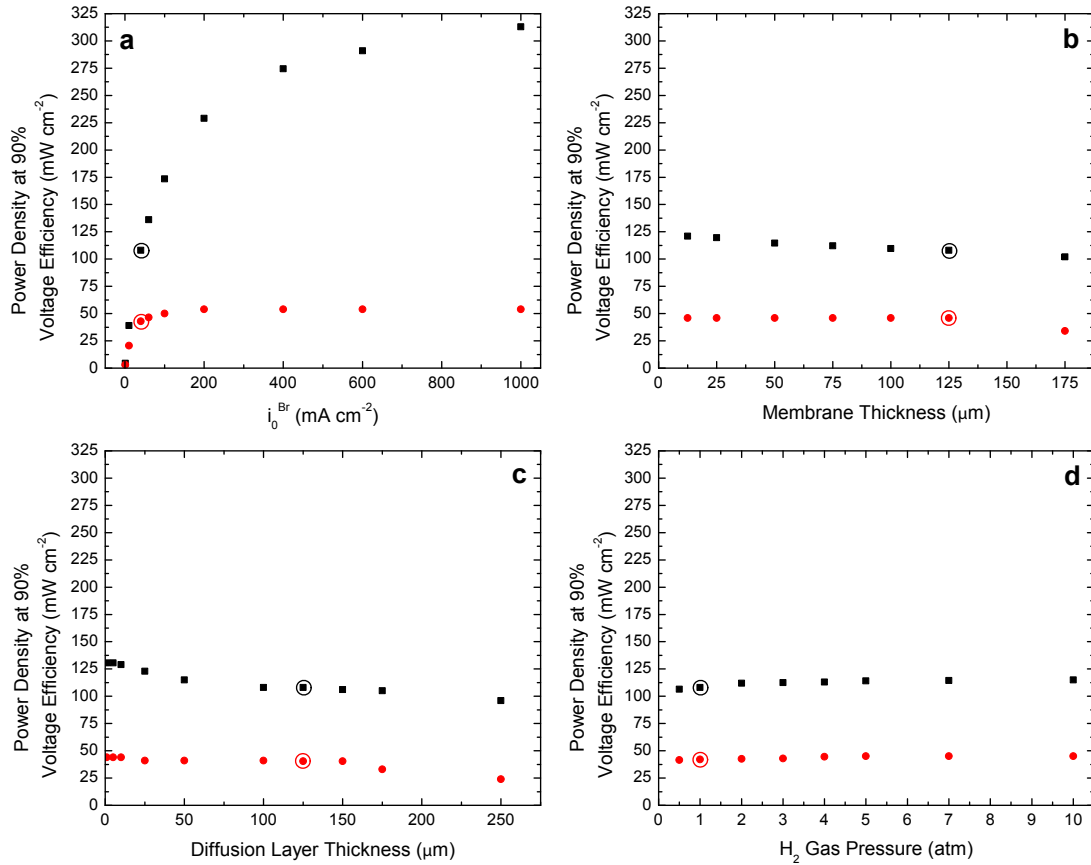 a
325
300
275
250
225
200
175
150
125
100
75
50
25
0
Power Density at 90%
Voltage Efficiency (mW cm-2)
0 200 400 600 800 1000
i0Br (mA cm-2)
b
325
300
275
250
225
200
175
150
125
100
75
50
25
0
Power Density at 90%
Voltage Efficiency (mW cm-2)
0 25 50 75 100 125 150 175
Membrane Thickness (μm)
c
325
300
275
250
225
200
175
150
125
100
75
50
25
0
Power Density at 90%
Voltage Efficiency (mW cm-2)
0 50 100 150 200 250
Diffusion Layer Thickness (μm)
d
325
300
275
250
225
200
175
150
125
100
75
50
25
0
Power Density at 90%
Voltage Efficiency (mW cm-2)
0 1 2 3 4 5 6 7 8 9 10
H2 Gas Pressure (atm)